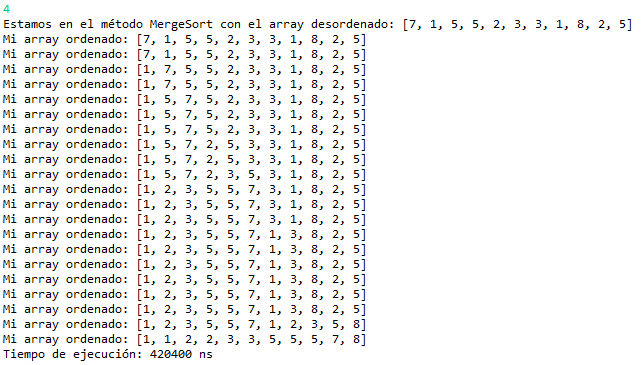 4
Estamos en el método MergeSort con el array desordenado: [7, 1, 5, 5, 2, 3, 3, 1, 8, 2, 5]
Mi array ordenado: [7, 1, 5, 5, 2, 3, 3, 1, 8, 2, 5]
Mi array ordenado: [7, 1, 5, 5, 2, 3, 3, 1, 8, 2, 5]
Mi array ordenado: [1, 7, 5, 5, 2, 3, 3, 1, 8, 2, 5]
Mi array ordenado: [1, 7, 5, 5, 2, 3, 3, 1, 8, 2, 5]
Mi array ordenado: [1, 5, 7, 5, 2, 3, 3, 1, 8, 2, 5]
Mi array ordenado: [1, 5, 7, 5, 2, 3, 3, 1, 8, 2, 5]
Mi array ordenado: [1, 5, 7, 5, 2, 3, 3, 1, 8, 2, 5]
Mi array ordenado: [1, 5, 7, 2, 5, 3, 3, 1, 8, 2, 5]
Mi array ordenado: [1, 5, 7, 2, 5, 3, 3, 1, 8, 2, 5]
Mi array ordenado: [1, 5, 7, 2, 3, 5, 3, 1, 8, 2, 5]
Mi array ordenado: [1, 2, 3, 5, 5, 7, 3, 1, 8, 2, 5]
Mi array ordenado: [1, 2, 3, 5, 5, 7, 3, 1, 8, 2, 5]
Mi array ordenado: [1, 2, 3, 5, 5, 7, 3, 1, 8, 2, 5]
Mi array ordenado: [1, 2, 3, 5, 5, 7, 1, 3, 8, 2, 5]
Mi array ordenado: [1, 2, 3, 5, 5, 7, 1, 3, 8, 2, 5]
Mi array ordenado: [1, 2, 3, 5, 5, 7, 1, 3, 8, 2, 5]
Mi array ordenado: [1, 2, 3, 5, 5, 7, 1, 3, 8, 2, 5]
Mi array ordenado: [1, 2, 3, 5, 5, 7, 1, 3, 8, 2, 5]
Mi array ordenado: [1, 2, 3, 5, 5, 7, 1, 3, 8, 2, 5]
Mi array ordenado: [1, 2, 3, 5, 5, 7, 1, 2, 3, 5, 8]
Mi array ordenado: [1, 1, 2, 2, 3, 3, 5, 5, 5, 7, 8]
Tiempo de ejecución: 420400 ns